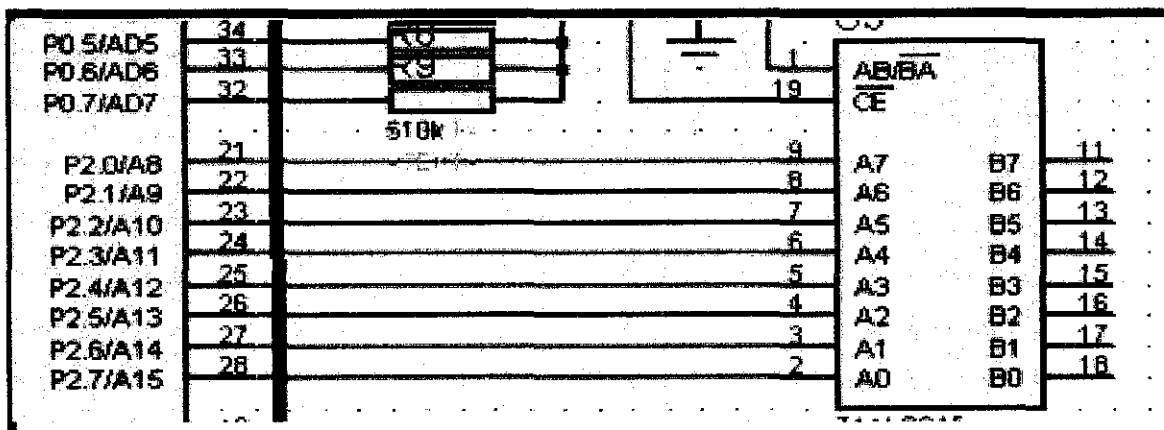 34
P0.5/AD5
R8
33
P0.6/AD6
R9
1
AB/BA
32
P0.7/AD7
19
CE
510k
21
P2.0/A8
9
A7
B7
11
22
P2.1/A9
8
A6
B6
12
23
P2.2/A10
7
A5
B5
13
24
P2.3/A11
6
A4
B4
14
25
P2.4/A12
5
A3
B3
15
26
P2.5/A13
4
A2
B2
16
27
P2.6/A14
3
A1
B1
17
28
P2.7/A15
2
A0
B0
18